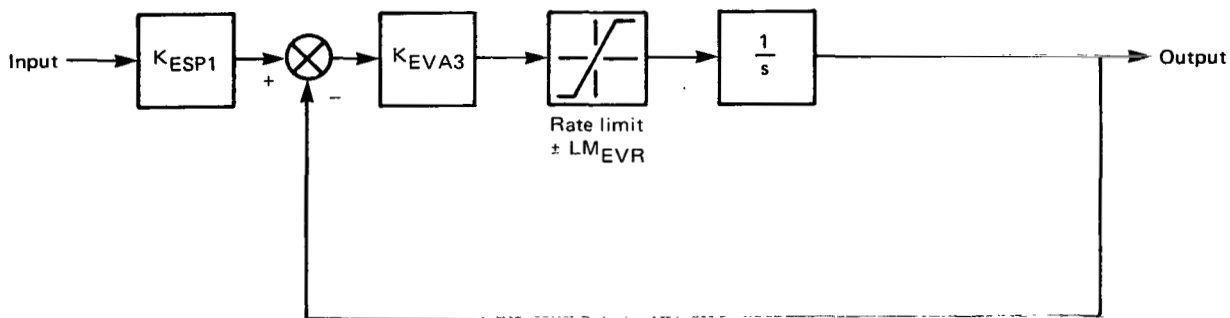 Input
K_ESP1
+
−
K_EVA3
Rate limit
± LM_EVR
1
s
Output